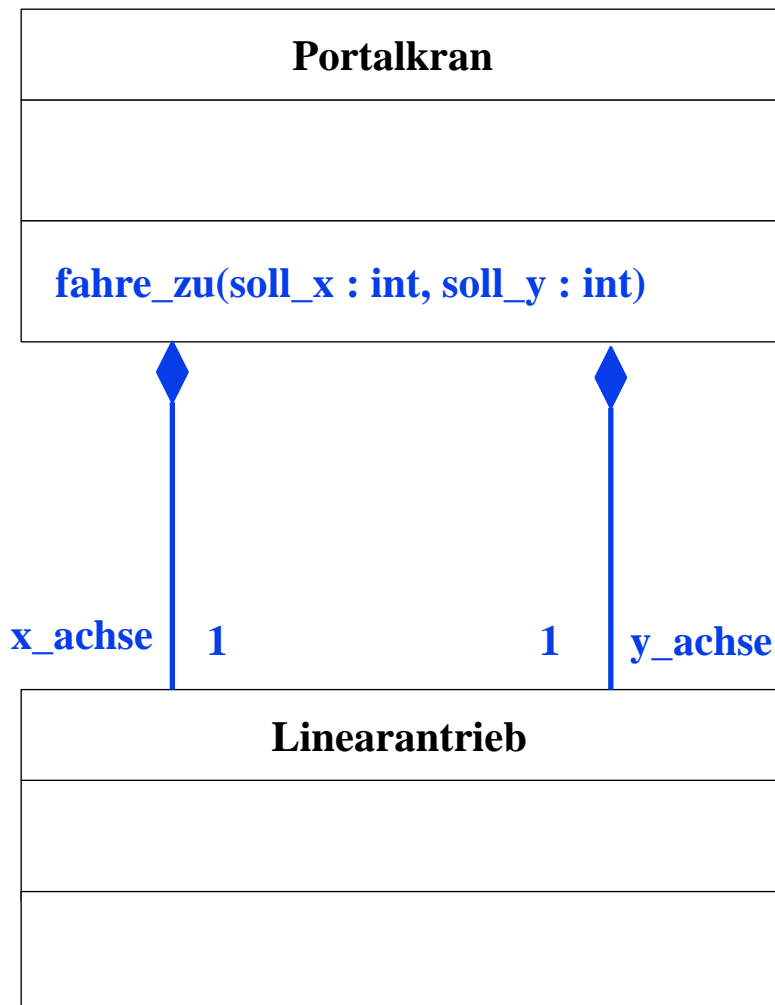 Portalkran
fahre_zu(soll_x : int, soll_y : int)
x_achse 1 1 y_achse
Linearantrieb